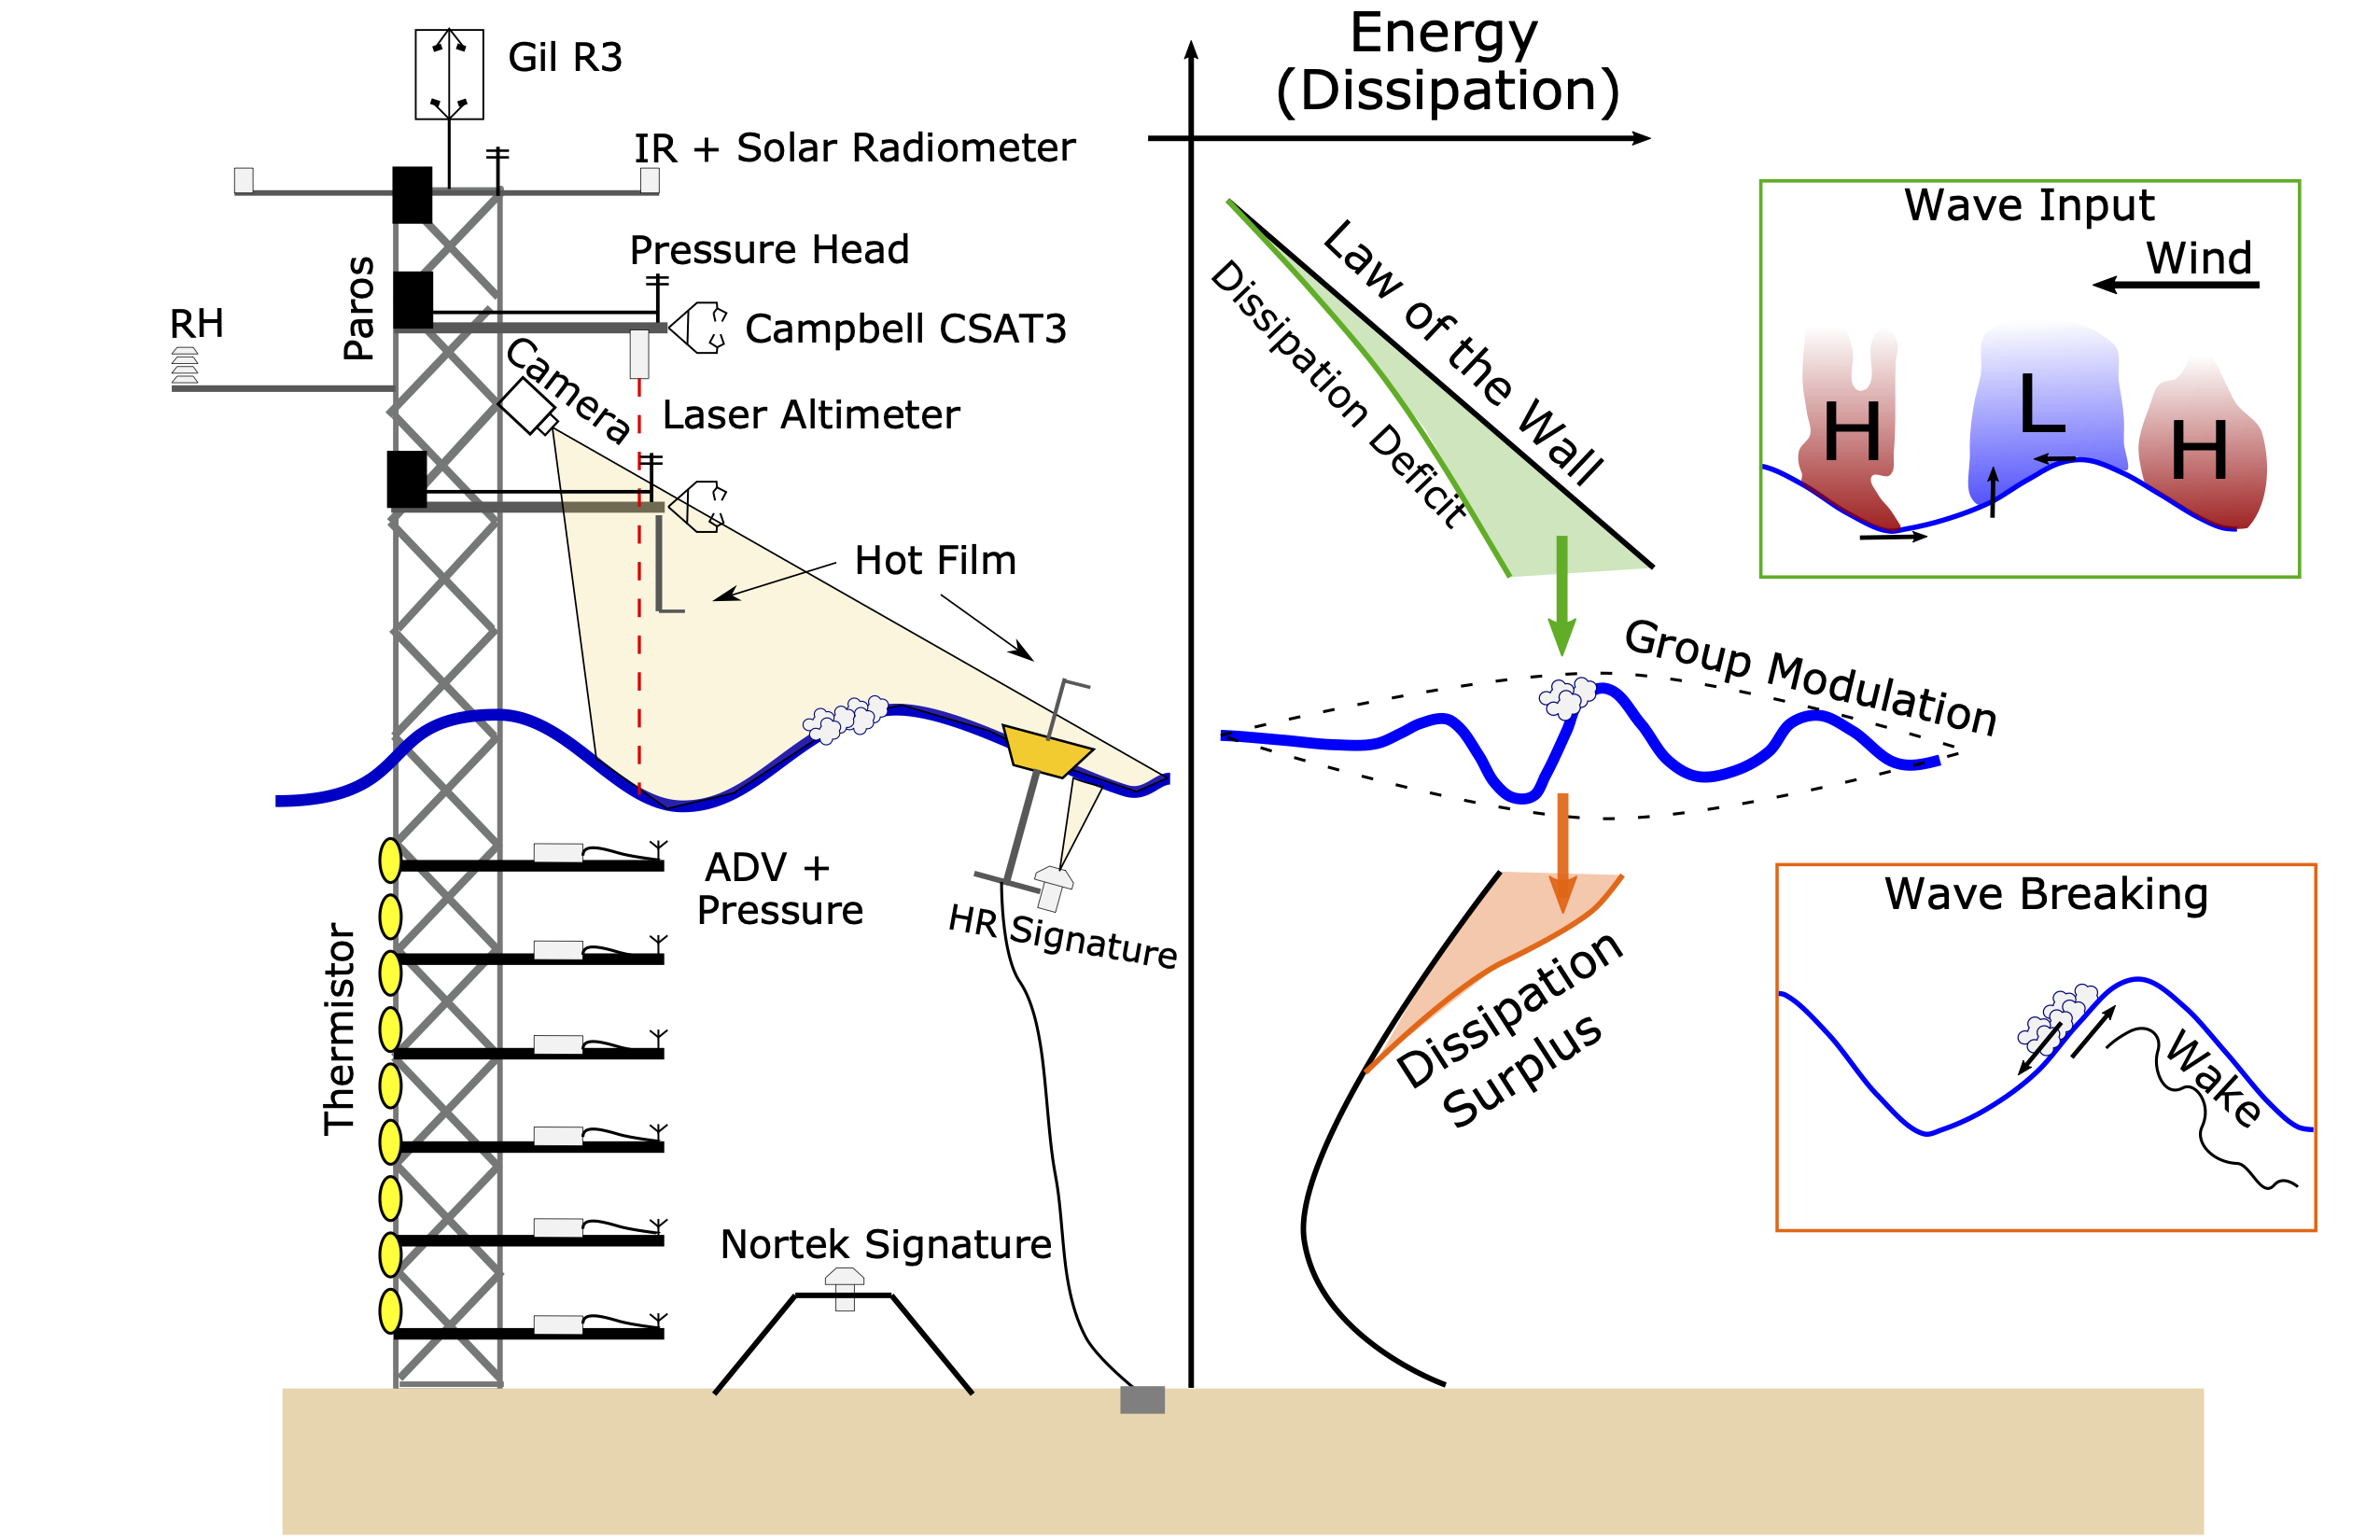 Gil R3
IR + Solar Radiometer
Pressure Head
Paros
RH
Campbell CSAT3
Camera
Laser Altimeter
Hot Film
ADV +
Pressure
HR Signature
Thermistor
Nortek Signature
Energy
(Dissipation)
Law of the Wall
Dissipation Deficit
Group Modulation
Dissipation
Surplus
Wave Input
Wind
H
L
H
Wave Breaking
Wake